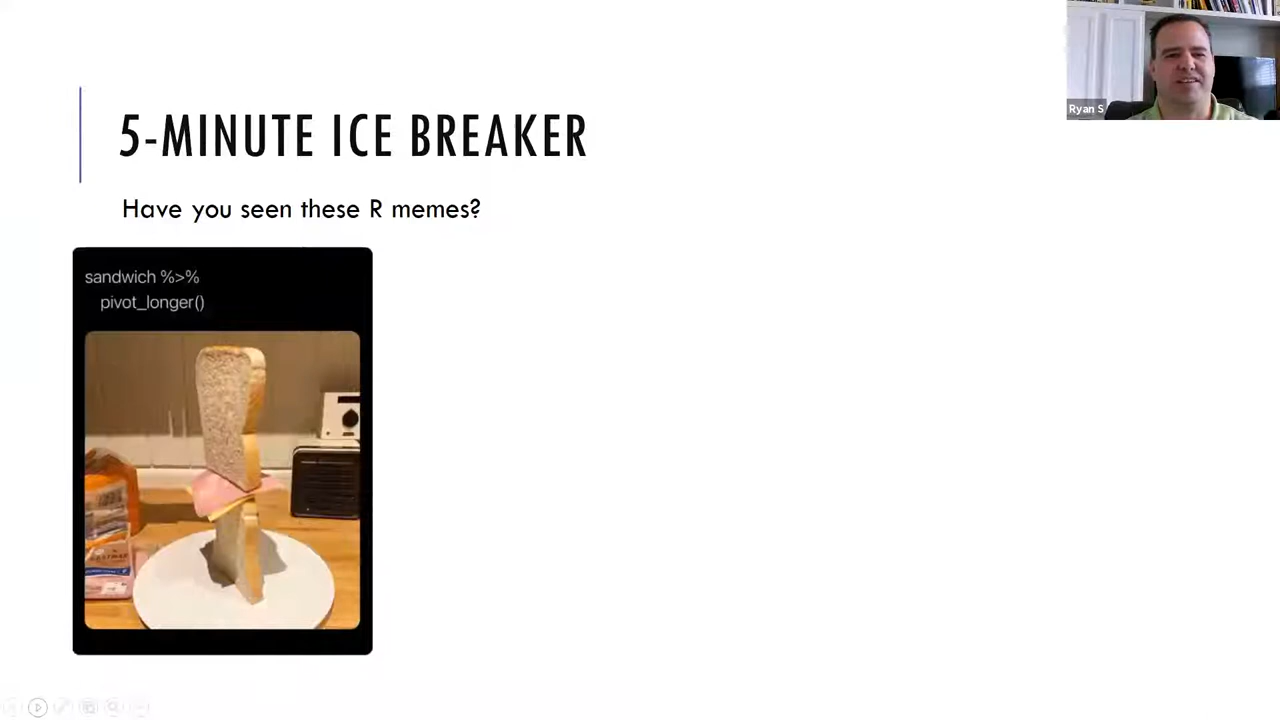 Ryan S
5-MINUTE ICE BREAKER
Have you seen these R memes?
sandwich %>%
pivot_longer()